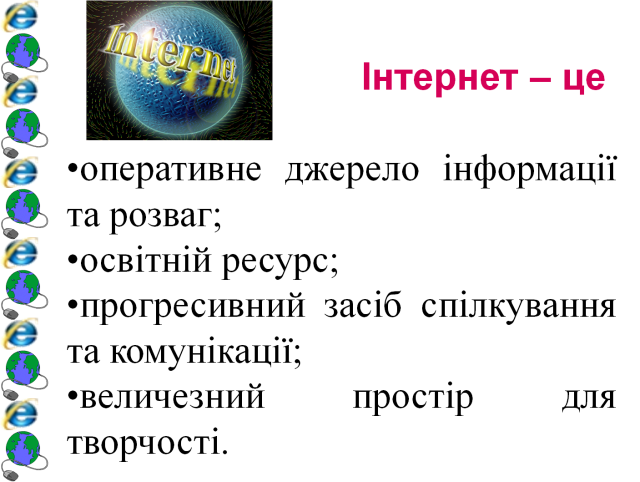 Internet
Інтернет – це
•оперативне джерело інформації
та розваг;
•освітній ресурс;
•прогресивний засіб спілкування
та комунікації;
•величезний простір для
творчості.